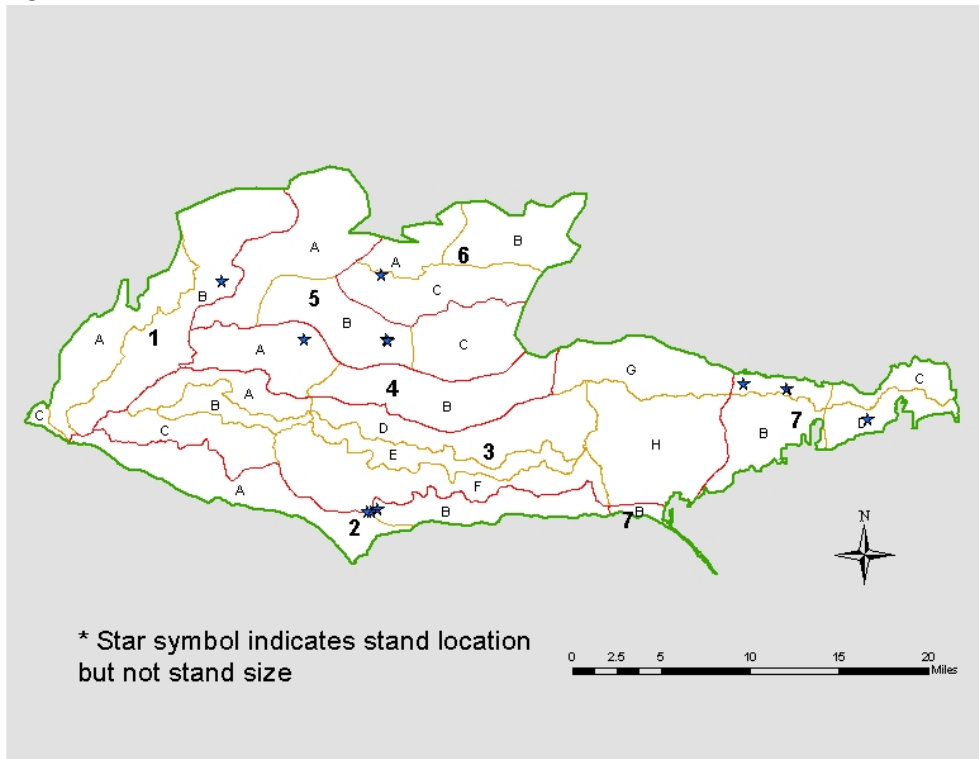 A
B
A
6
B
C
5
A
B
1
A
C
G
C
4
A
B
B
7
C
D
B
D
3
H
C
E
F
A
B
2
B
7
N
* Star symbol indicates stand location
but not stand size
0 2.5 5 10 15 20
Miles